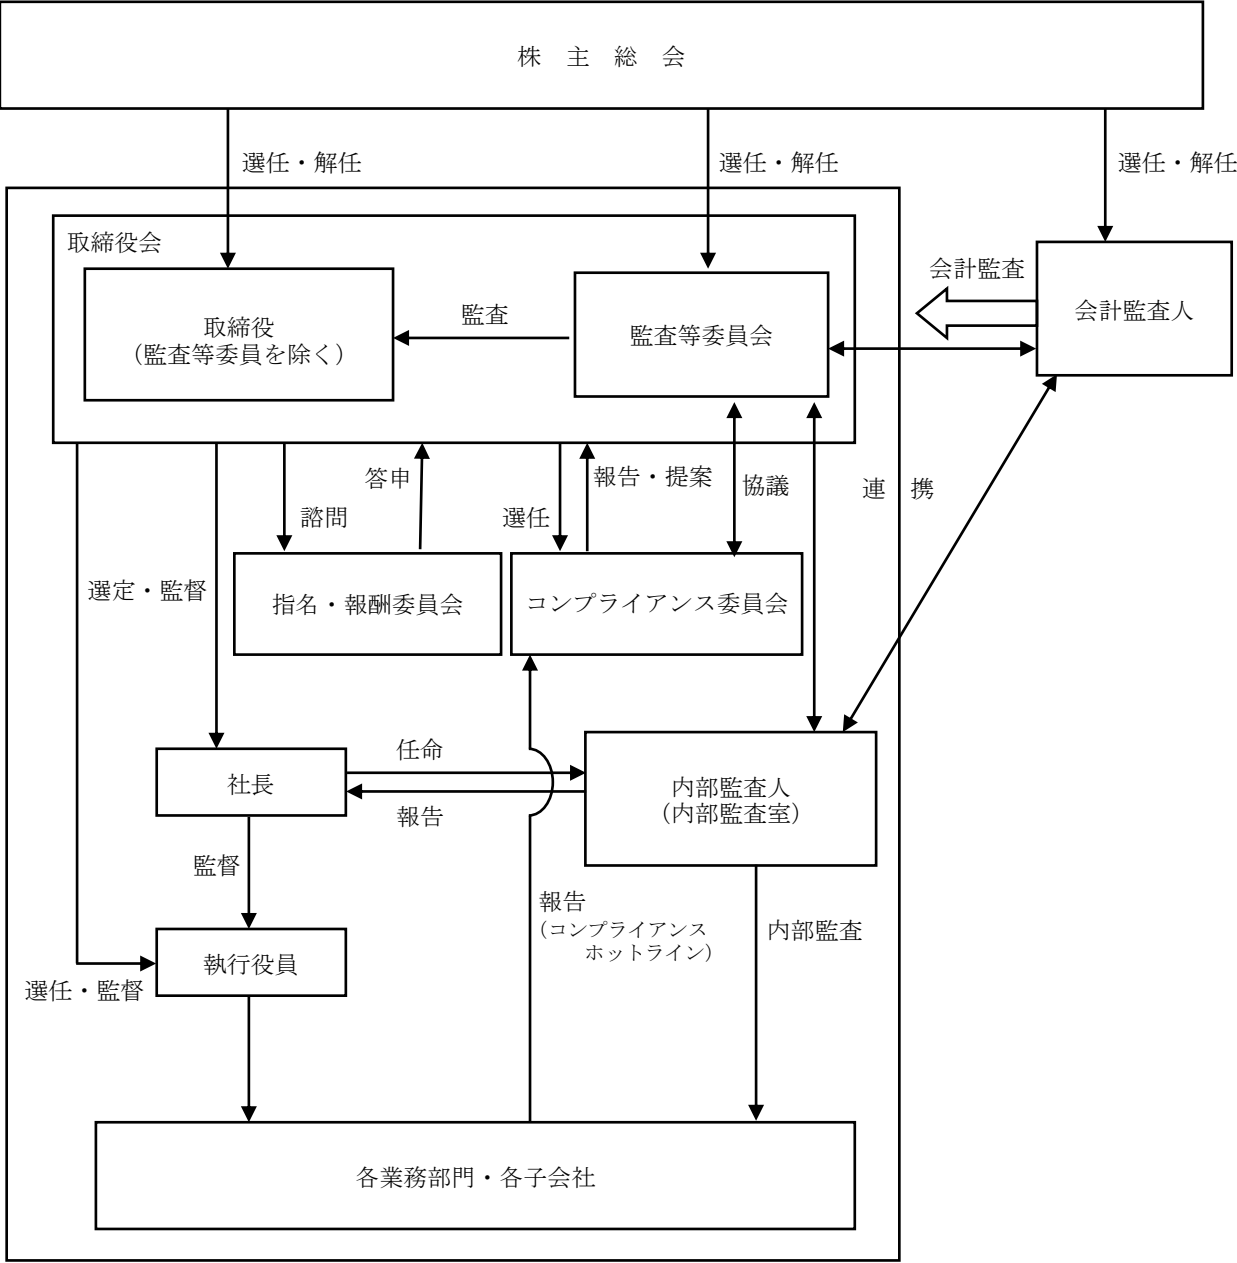 株 主 総 会
選任・解任
選任・解任
選任・解任
取締役会
会計監査
取締役
（監査等委員を除く）
監査
監査等委員会
会計監査人
答申
報告・提案
協議
連 携
諮問
選任
選定・監督
指名・報酬委員会
コンプライアンス委員会
任命
社長
内部監査人
（内部監査室）
報告
監督
報告
（コンプライアンス
ホットライン）
内部監査
執行役員
選任・監督
各業務部門・各子会社